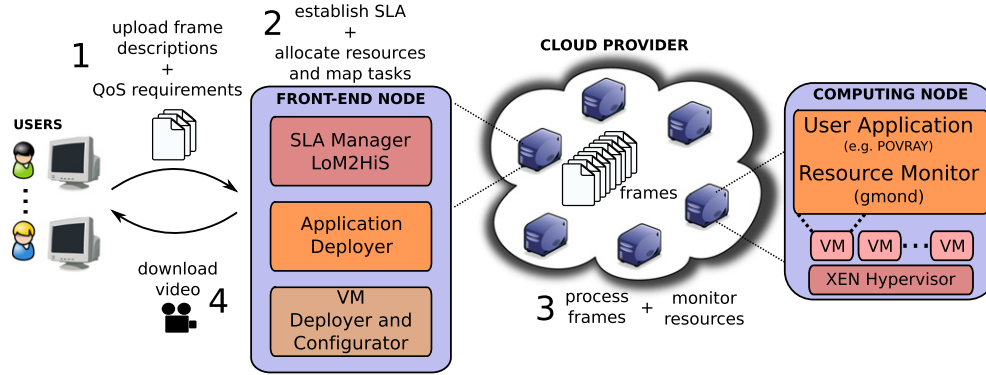 1
upload frame
descriptions
+
QoS requirements
2
establish SLA
+
allocate resources
and map tasks
USERS
download
video
4
FRONT-END NODE
SLA Manager
LoM2HiS
Application
Deployer
VM
Deployer and
Configurator
CLOUD PROVIDER
frames
3
process
frames
+
monitor
resources
COMPUTING NODE
User Application
(e.g. POVRAY)
Resource Monitor
(gmond)
VM VM VM
XEN Hypervisor